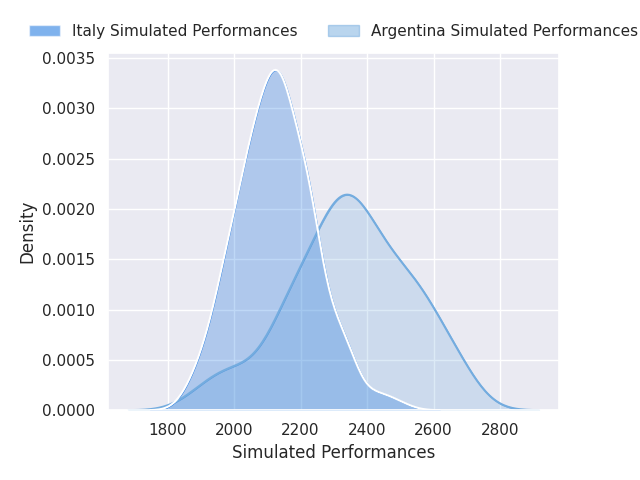 Italy Simulated Performances Argentina Simulated Performances
0.0035
0.0030
0.0025
0.0020
0.0015
0.0010
0.0005
0.0000
Density
1800 2000 2200 2400 2600 2800
Simulated Performances